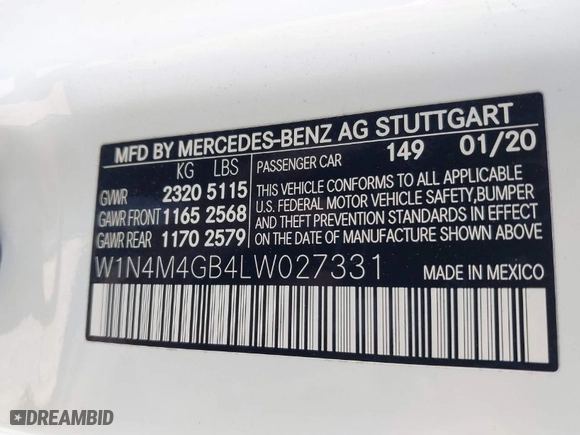 MFD BY MERCEDES-BENZ AG STUTTGART
KG LBS
GVWR 2320 5115
GAWR FRONT 1165 2568
GAWR REAR 1170 2579
PASSENGER CAR 149 01/20
THIS VEHICLE CONFORMS TO ALL APPLICABLE
U.S. FEDERAL MOTOR VEHICLE SAFETY, BUMPER
AND THEFT PREVENTION STANDARDS IN EFFECT
ON THE DATE OF MANUFACTURE SHOWN ABOVE.
W1N4M4GB4LW027331 MADE IN MEXICO
DREAMBID